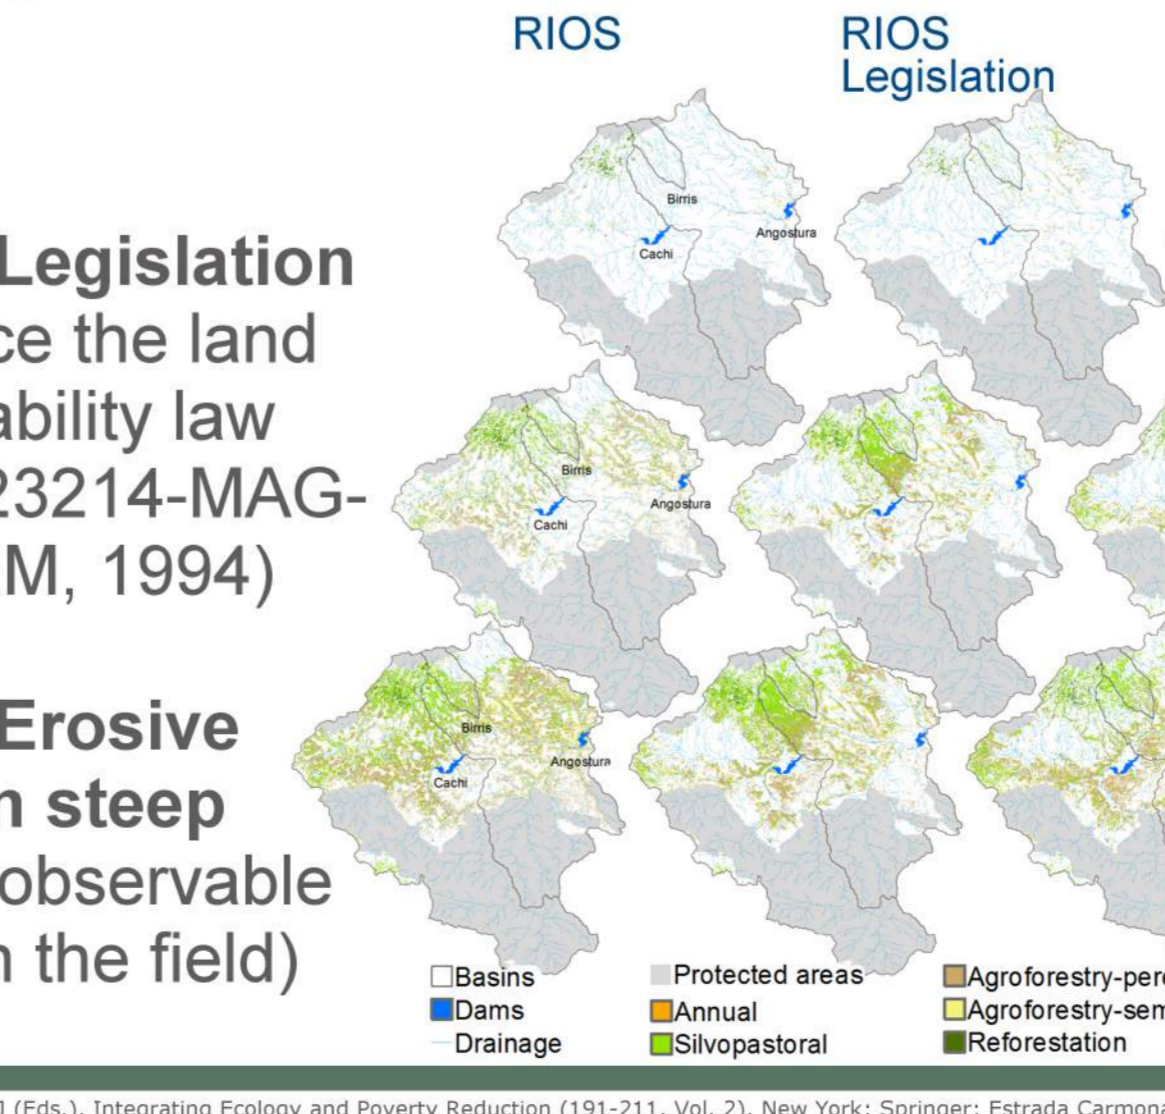 RIOS
RIOS
Legislation
Legislation
ce the land
ability law
23214-MAG-
M, 1994)
Erosive
n steep
observable
n the field)
Birris
Angostura
Cachi
Birris
Angostura
Cachi
Birris
Angostura
Cachi
Basins
Dams
Drainage
Protected areas
Annual
Silvopastoral
Agroforestry-pere
Agroforestry-sem
Reforestation
(Eds.), Integrating Ecology and Poverty Reduction (191-211, Vol. 2). New York: Springer; Estrada Carmona